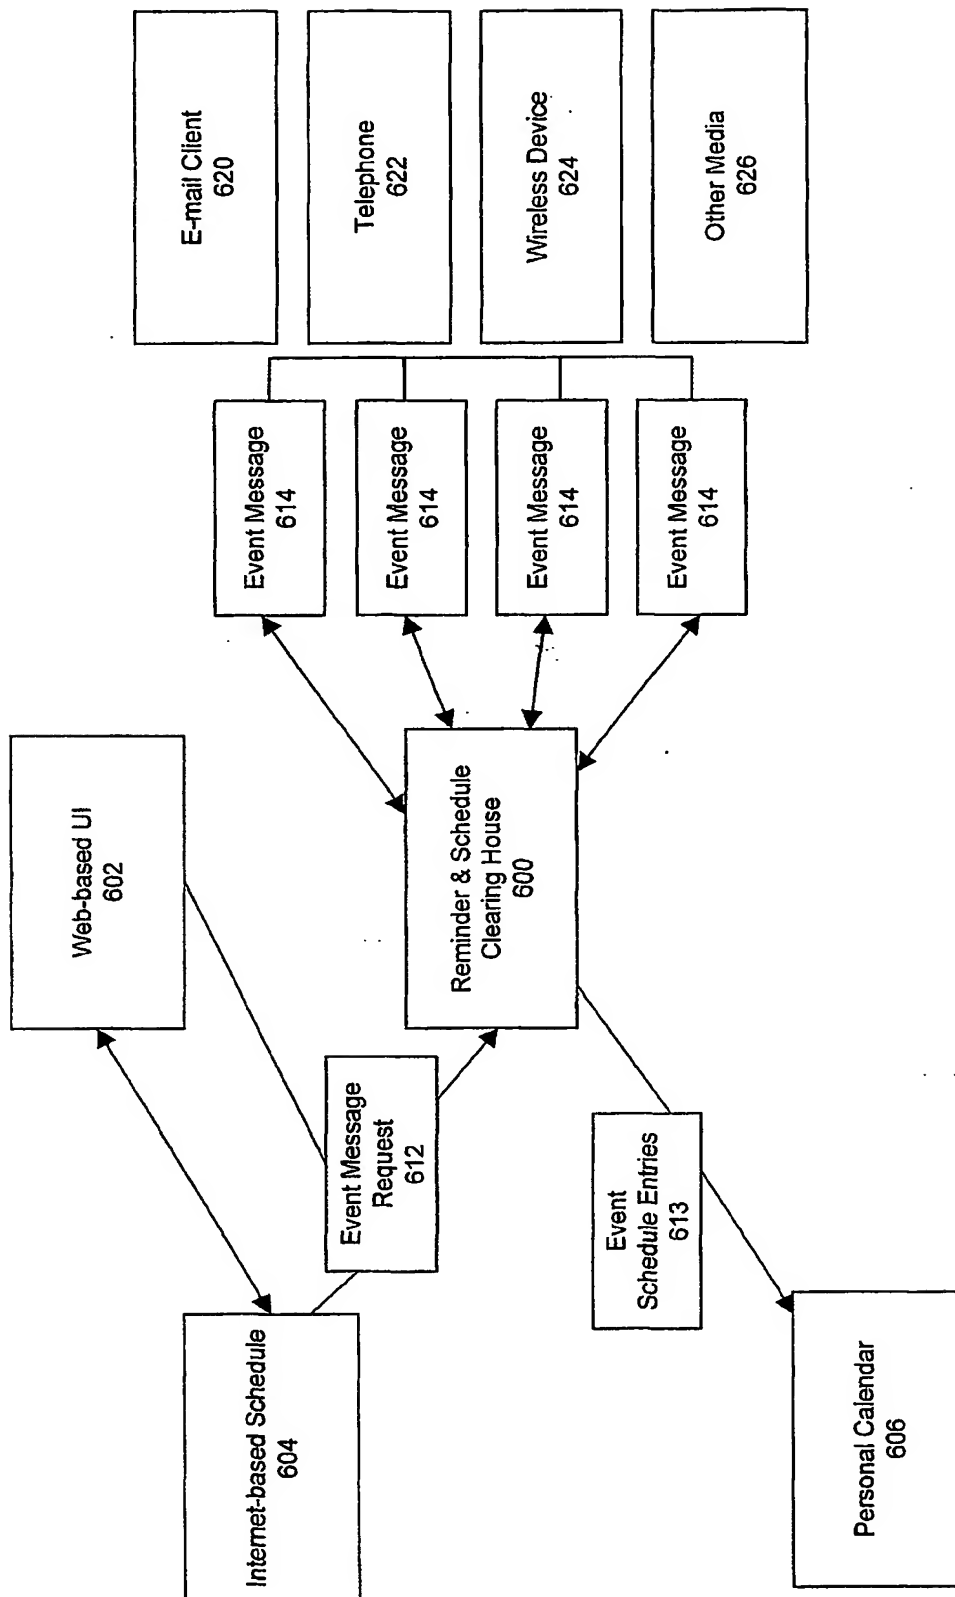 Internet-based Schedule
604
Web-based UI
602
E-mail Client
620
Event Message
614
Telephone
622
Event Message
Request
612
Reminder & Schedule
Clearing House
600
Event Message
614
Event Message
614
Wireless Device
624
Event
Schedule Entries
613
Event Message
614
Other Media
626
Personal Calendar
606